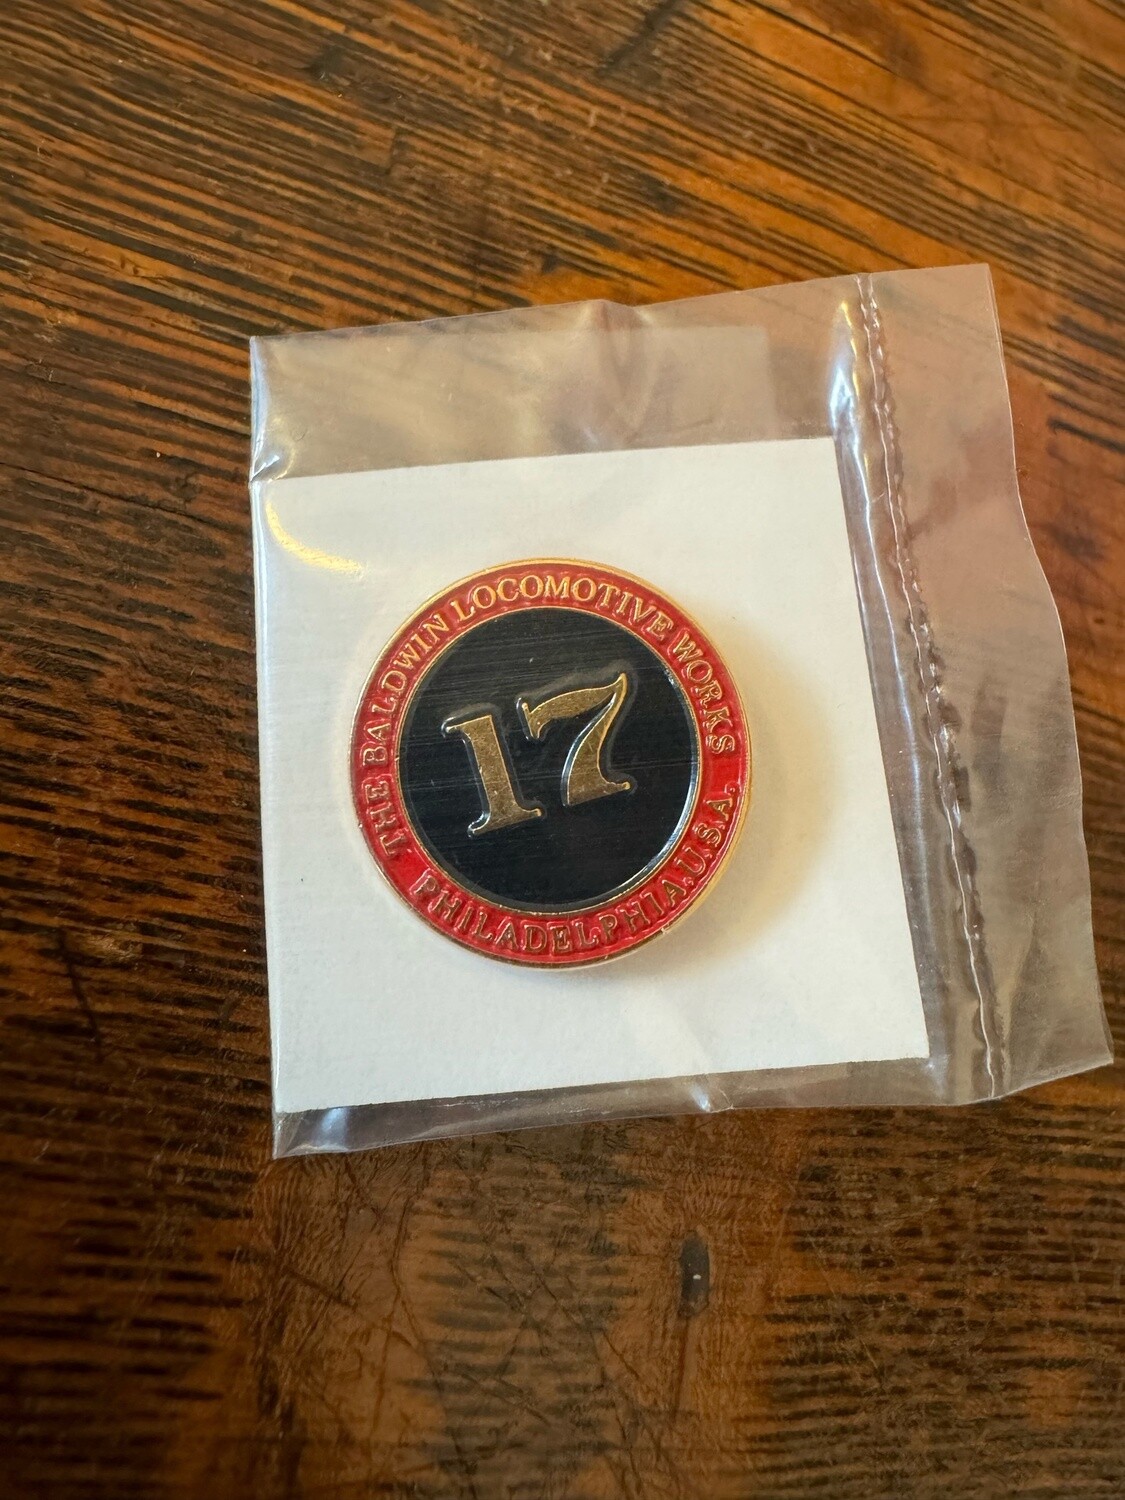 THE BALDWIN LOCOMOTIVE WORKS
17
PHILADELPHIA.U.S.A.